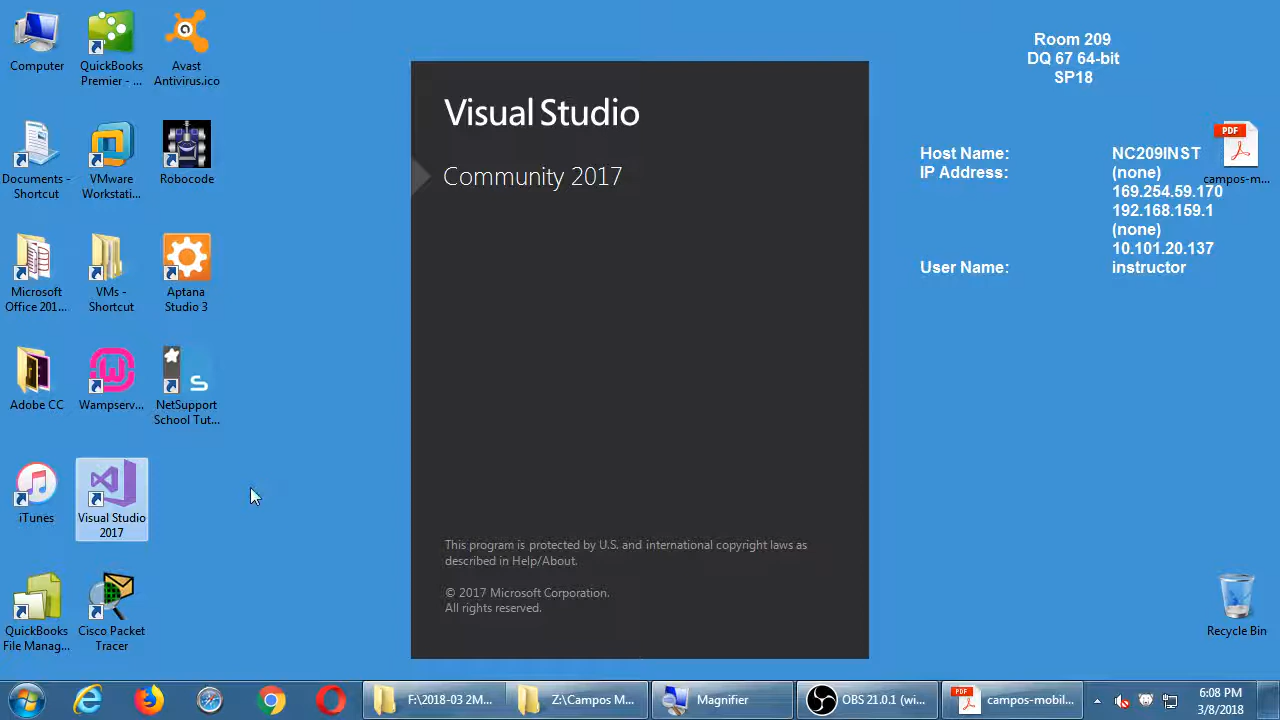 Computer
QuickBooks
Premier - ...
Avast
Antivirus.ico
Documents -
Shortcut
VMware
Workstati...
Robocode
Microsoft
Office 201...
VMs -
Shortcut
Aptana
Studio 3
Adobe CC
Wampserv...
NetSupport
School Tut...
iTunes
Visual Studio
2017
QuickBooks
File Manag...
Cisco Packet
Tracer
Visual Studio
Community 2017
This program is protected by U.S. and international copyright laws as
described in Help/About.
© 2017 Microsoft Corporation.
All rights reserved.
Room 209
DQ 67 64-bit
SP18
Host Name: NC209INST
IP Address: (none)
169.254.59.170
192.168.159.1
(none)
10.101.20.137
User Name: instructor
PDF
campos-m...
Recycle Bin
F:\2018-03 2M...
Z:\Campos M...
Magnifier
OBS 21.0.1 (wi...
PDF
campos-mobil...
6:08 PM
3/8/2018